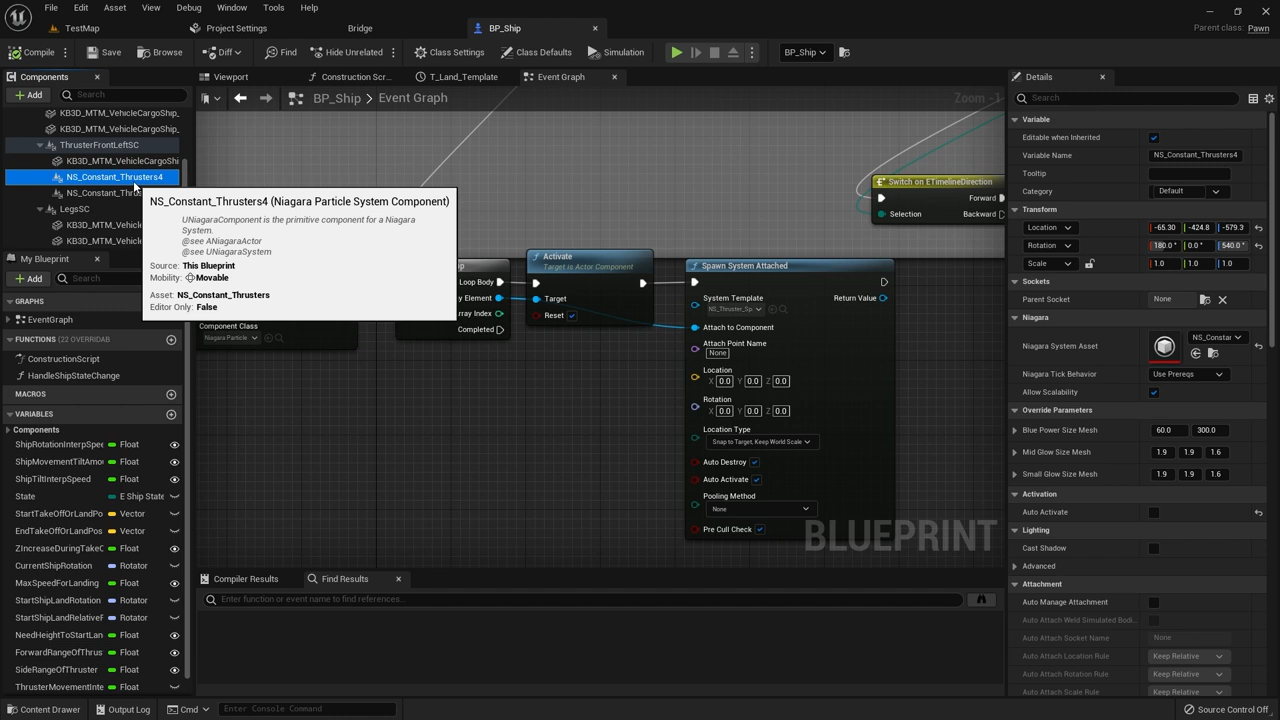 File Edit Asset View Debug Window Tools Help
TestMap Project Settings Bridge BP_Ship Parent class: Pawn
Compile Save Browse Diff Find Hide Unrelated Class Settings Class Defaults Simulation BP_Ship
Components
Add Search
KB3D_MTM_VehicleCargoShip_
KB3D_MTM_VehicleCargoShip_
ThrusterFrontLeftSC
KB3D_MTM_VehicleCargoShi
NS_Constant_Thrusters4
NS_Constant_Thru
LegsSC
KB3D_MTM_Vehicl
KB3D_MTM_Vehicl
NS_Constant_Thrusters4 (Niagara Particle System Component)
UNiagaraComponent is the primitive component for a Niagara
System.
@see ANiagaraActor
@see UNiagaraSystem
Source: This Blueprint
Mobility: Movable
Asset: NS_Constant_Thrusters
Editor Only: False
My Blueprint
Add Search
GRAPHS
EventGraph
FUNCTIONS (22 OVERRIDAB
ConstructionScript
HandleShipStateChange
MACROS
VARIABLES
Components
ShipRotationInterpSpee Float
ShipMovementTiltAmou Float
ShipTiltInterpSpeed Float
State E Ship State
StartTakeOffOrLandPos Vector
EndTakeOffOrLandPos Vector
ZIncreaseDuringTakeO Float
CurrentShipRotation Rotator
MaxSpeedForLanding Float
StartShipLandRotation Rotator
StartShipLandRelativeF Rotator
NeedHeightToStartLan Float
ForwardRangeOfThrus Float
SideRangeOfThruster Float
ThrusterMovementInte Float
Viewport Construction Scr... T_Land_Template Event Graph
BP_Ship > Event Graph Zoom -1
Switch on ETimelineDirection
Forward
Selection Backward
Component Class
Niagara Particle
Loop Body
y Element
rray Index
Completed
Activate
Target is Actor Component
Target
Reset
Spawn System Attached
System Template Return Value
NS_Thruster_Sp
Attach to Component
Attach Point Name
None
Location
X 0.0 Y 0.0 Z 0.0
Rotation
X 0.0 Y 0.0 Z 0.0
Location Type
Snap to Target, Keep World Scale
Auto Destroy
Auto Activate
Pooling Method
None
Pre Cull Check
BLUEPRINT
Compiler Results Find Results
Enter function or event name to find references...
Details
Search
Variable
Editable when Inherited
Variable Name NS_Constant_Thrusters4
Tooltip
Category Default
Transform
Location -65.30 -424.8 -579.3
Rotation 180.0° 0.0° 540.0°
Scale 1.0 1.0 1.0
Sockets
Parent Socket None
Niagara
Niagara System Asset NS_Constar
Niagara Tick Behavior Use Prereqs
Allow Scalability
Override Parameters
Blue Power Size Mesh 60.0 300.0
Mid Glow Size Mesh 1.9 1.9 1.6
Small Glow Size Mesh 1.9 1.9 1.6
Activation
Auto Activate
Lighting
Cast Shadow
Advanced
Attachment
Auto Manage Attachment
Auto Attach Weld Simulated Bodi...
Auto Attach Socket Name None
Auto Attach Location Rule Keep Relative
Auto Attach Rotation Rule Keep Relative
Auto Attach Scale Rule Keep Relative
Content Drawer Output Log Cmd Enter Console Command Source Control Off